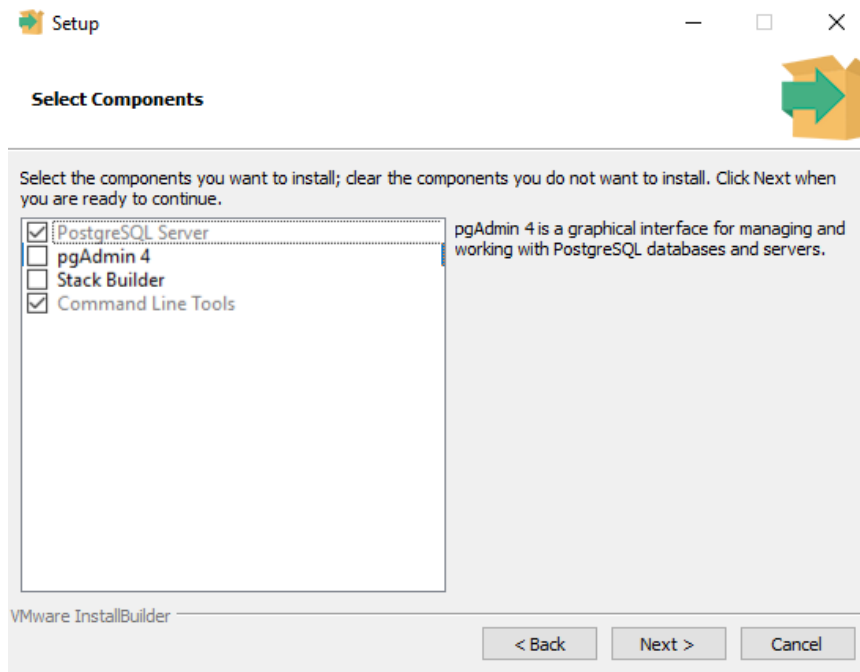 Setup
Select Components
Select the components you want to install; clear the components you do not want to install. Click Next when
you are ready to continue.
PostgreSQL Server
pgAdmin 4
Stack Builder
Command Line Tools
pgAdmin 4 is a graphical interface for managing and
working with PostgreSQL databases and servers.
VMware InstallBuilder
< Back
Next >
Cancel